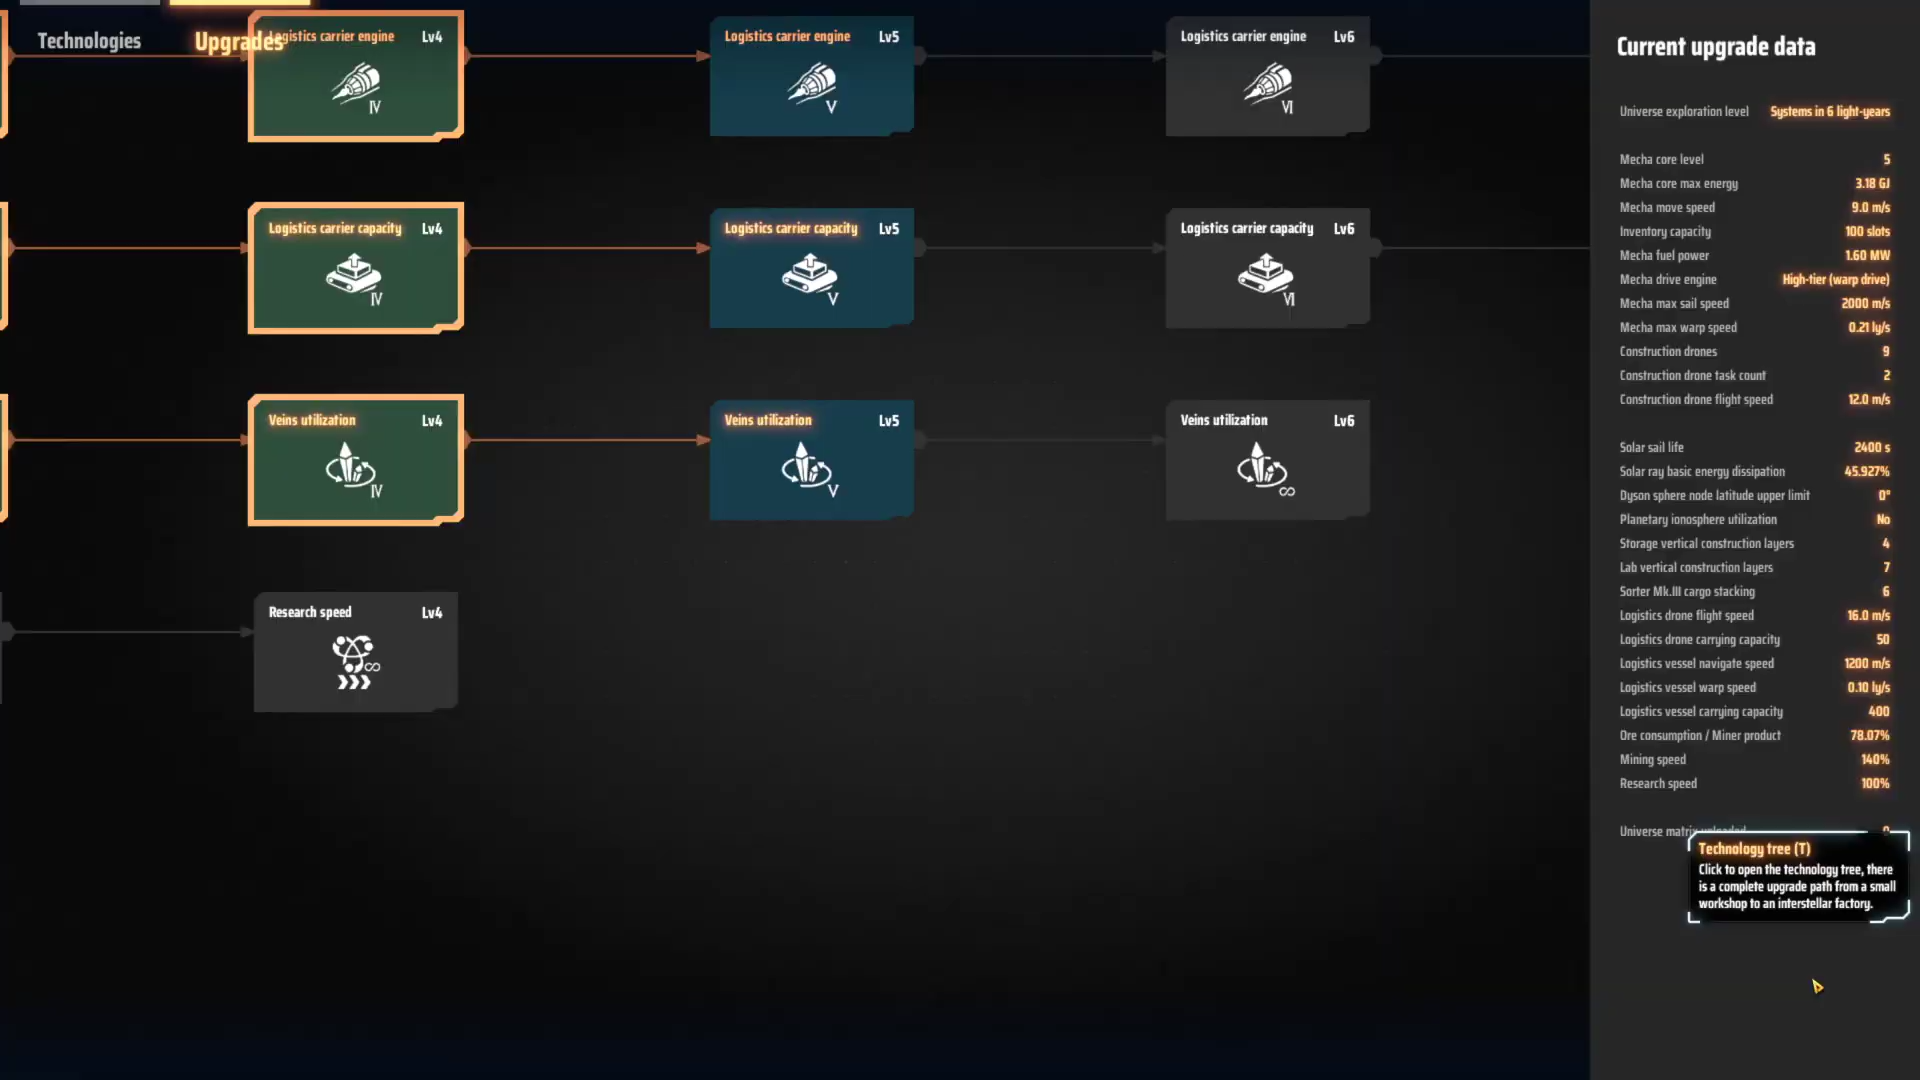 Technologies
Upgrades
Logistics carrier engine Lv4
IV
Logistics carrier engine Lv5
V
Logistics carrier engine Lv6
VI
Logistics carrier capacity Lv4
IV
Logistics carrier capacity Lv5
V
Logistics carrier capacity Lv6
VI
Veins utilization Lv4
IV
Veins utilization Lv5
V
Veins utilization Lv6
∞
Research speed Lv4
∞
Current upgrade data
Universe exploration level Systems in 6 light-years
Mecha core level 5
Mecha core max energy 3.18 GJ
Mecha move speed 9.0 m/s
Inventory capacity 100 slots
Mecha fuel power 1.60 MW
Mecha drive engine High-tier (warp drive)
Mecha max sail speed 2000 m/s
Mecha max warp speed 0.21 ly/s
Construction drones 9
Construction drone task count 2
Construction drone flight speed 12.0 m/s
Solar sail life 2400 s
Solar ray basic energy dissipation 45.927%
Dyson sphere node latitude upper limit 0°
Planetary ionosphere utilization No
Storage vertical construction layers 4
Lab vertical construction layers 7
Sorter Mk.III cargo stacking 6
Logistics drone flight speed 16.0 m/s
Logistics drone carrying capacity 50
Logistics vessel navigate speed 1200 m/s
Logistics vessel warp speed 0.10 ly/s
Logistics vessel carrying capacity 400
Ore consumption / Miner product 78.07%
Mining speed 140%
Research speed 100%
Universe matrix uploaded 0
Technology tree (T)
Click to open the technology tree, there
is a complete upgrade path from a small
workshop to an interstellar factory.